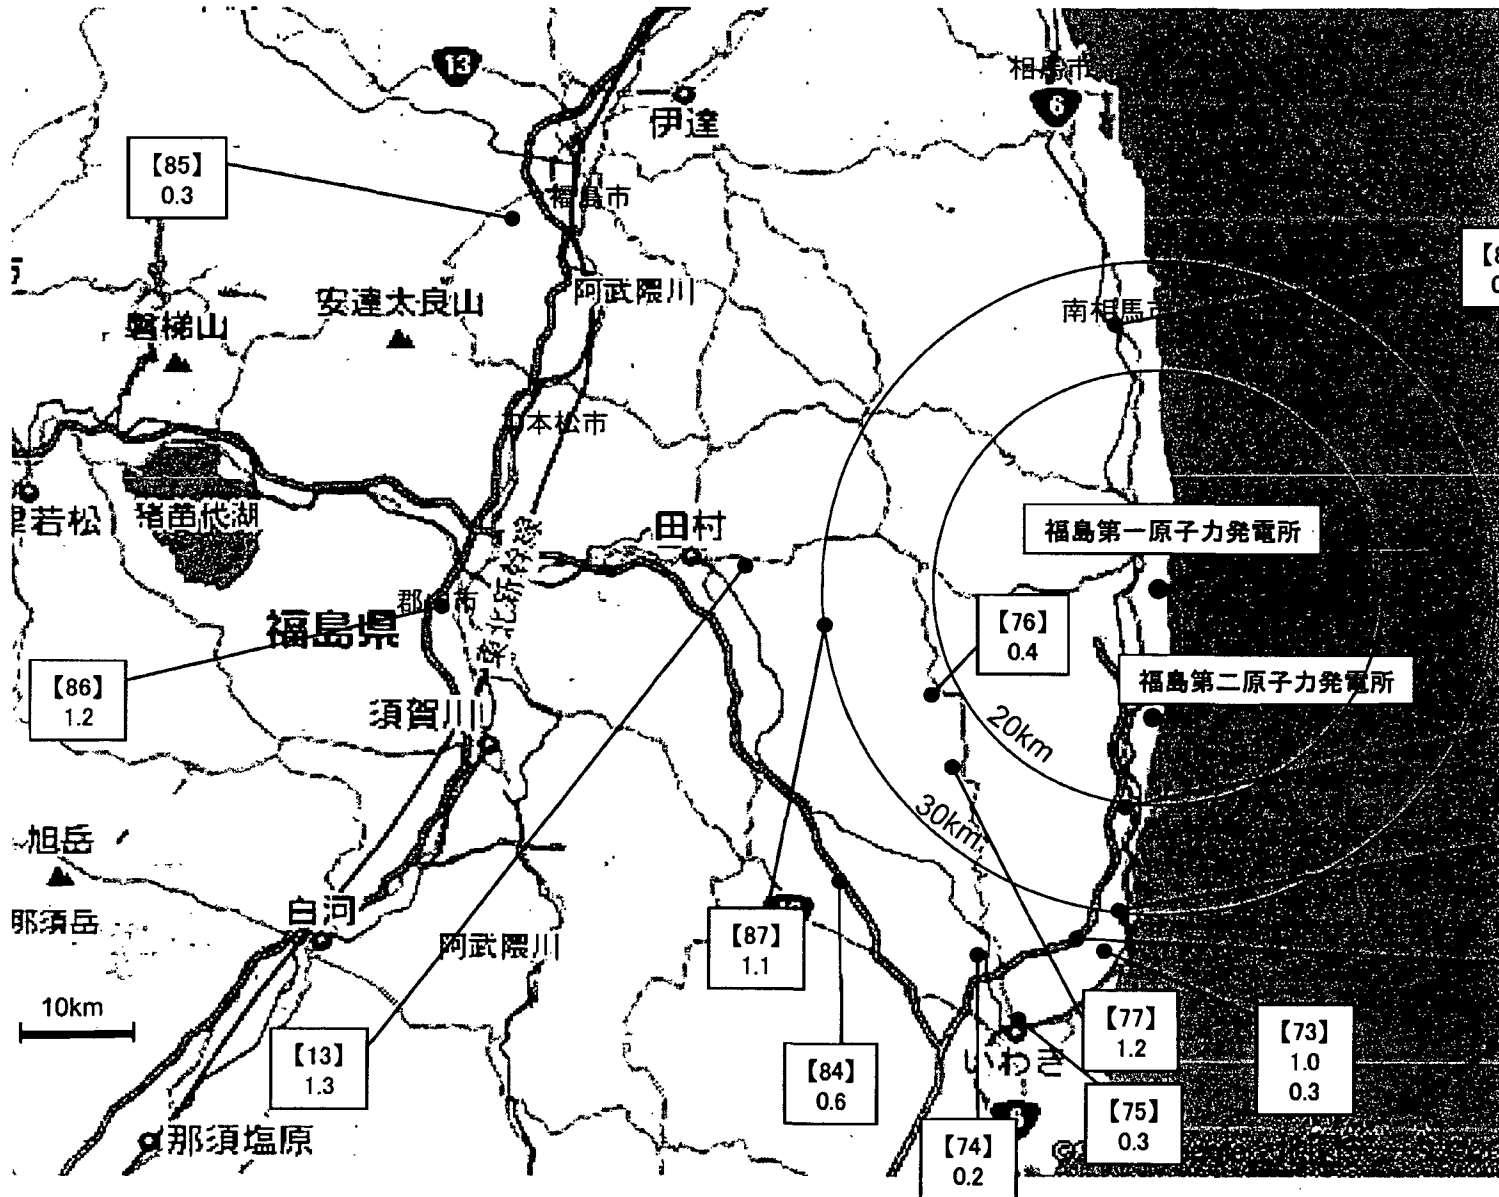 13
相馬市
6
伊達
【85】
0.3
福島市
阿武隈川
安達太良山
磐梯山
南相馬市
二本松市
猪苗代湖
若松
田村
福島第一原子力発電所
東北新幹線
郡山市
福島県
【76】
0.4
【86】
1.2
福島第二原子力発電所
須賀川
20km
30km
旭岳
那須岳
白河
阿武隈川
【87】
1.1
10km
【13】
1.3
【84】
0.6
【77】
1.2
【73】
1.0
0.3
いわき
【75】
0.3
【74】
0.2
那須塩原